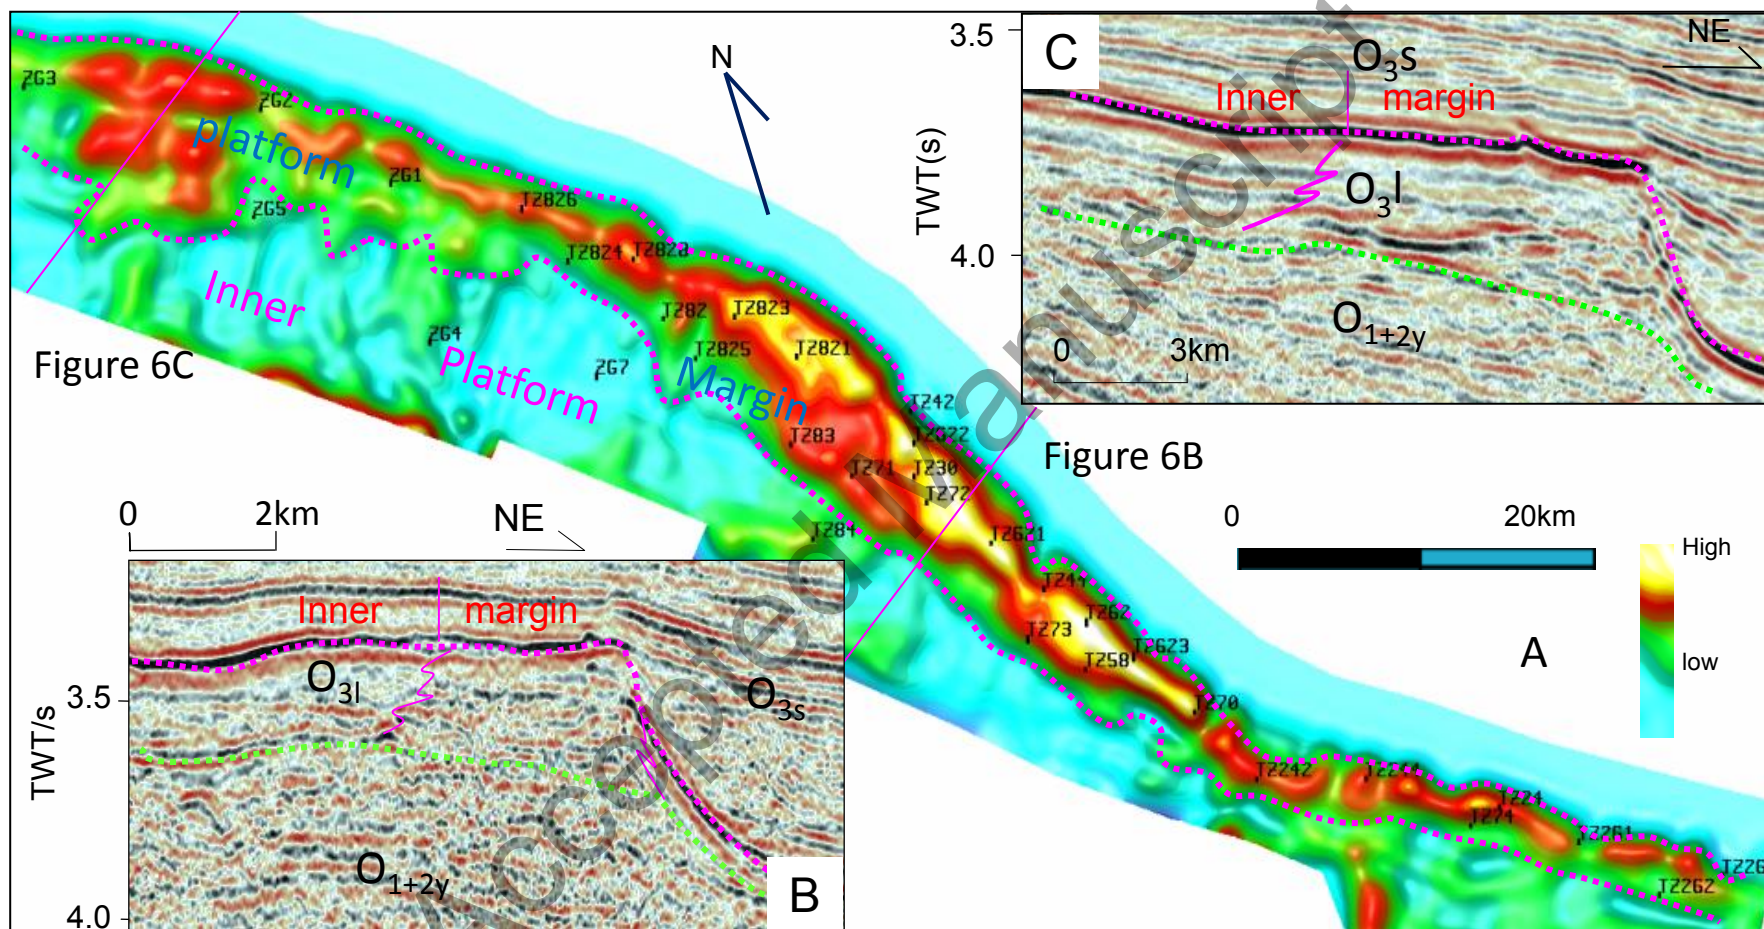 3.5
C
O3s
NE
N
Inner margin
ZG3
ZG2
platform
TWT(s)
ZG1
O3l
TZ826
ZG5
TZ824
TZ828
4.0
Inner
TZ82
TZ823
O1+2y
ZG4
TZ825
TZ821
0 3km
Figure 6C
Platform
ZG7
Margin
TZ42
TZ83
TZ622
Figure 6B
TZ71
TZ30
TZ72
0 2km
NE
TZ84
TZ621
0 20km
High
Inner margin
TZ62
TZ73
TZ623
A
low
TZ58
O3l
O3s
3.5
TZ70
TWT/s
TZ242
TZ24
TZ74
TZ261
O1+2y
TZ26
TZ262
B
4.0
Accepted Manuscript